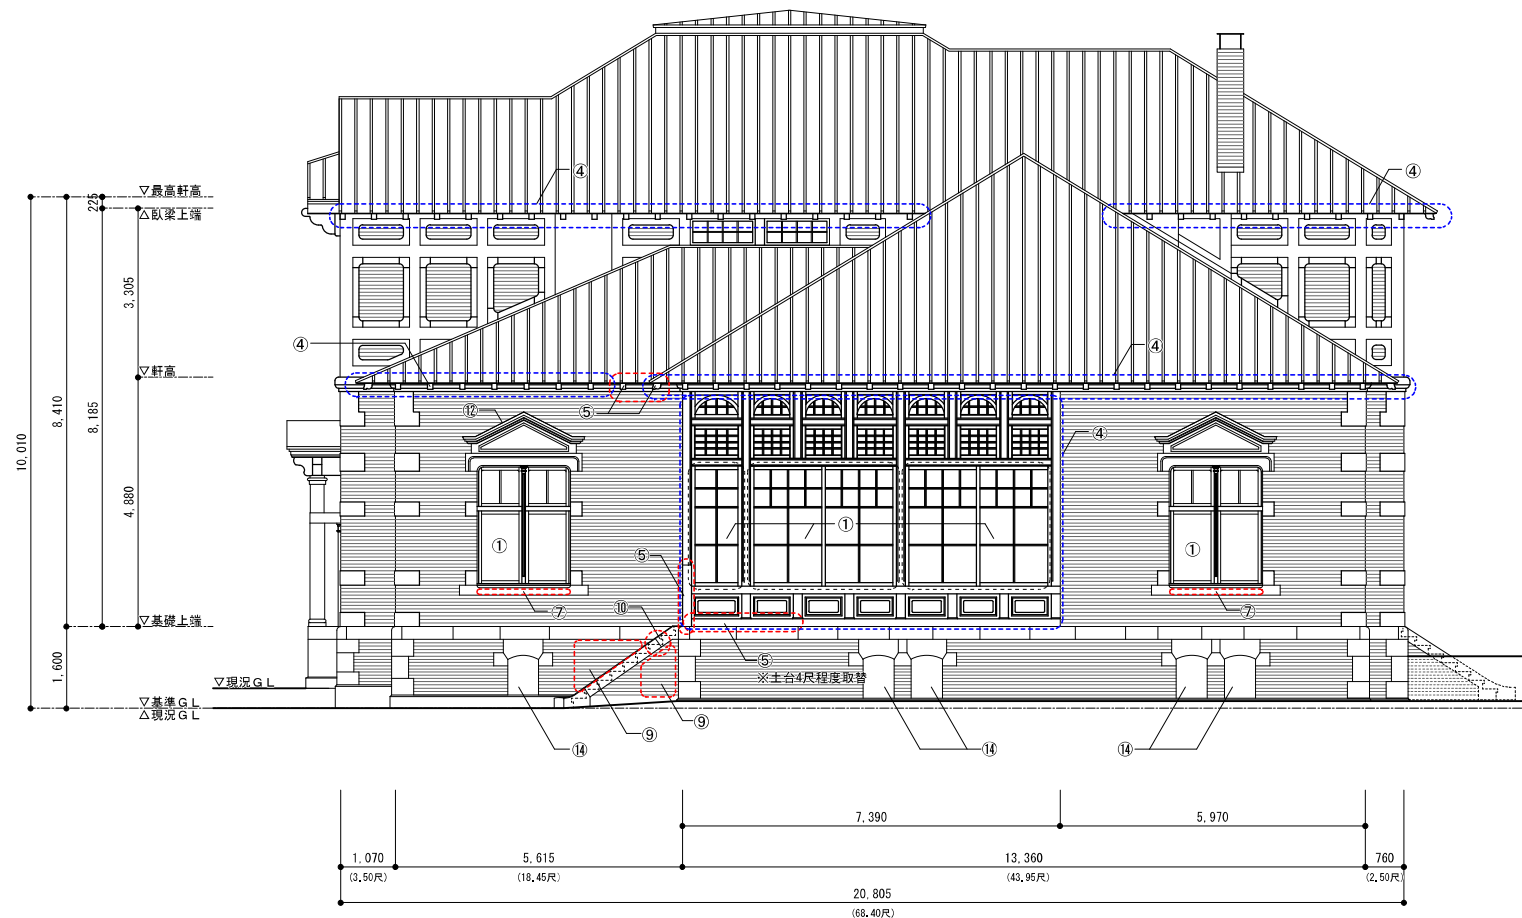 ④
④
▽最高軒高
△臥梁上端
225
3,305
④
④
▽軒高
⑫
⑤
④
8,410
8,185
10,010
4,880
①
①
①
⑤
⑦
⑩
⑦
▽基礎上端
⑤
※土台4尺程度取替
1,600
▽現況GL
▽基準GL
△現況GL
⑨
⑨
⑭
⑭
⑭
7,390
5,970
1,070
5,615
13,360
760
(3.50尺)
(18.45尺)
(43.95尺)
(2.50尺)
20,805
(68.40尺)